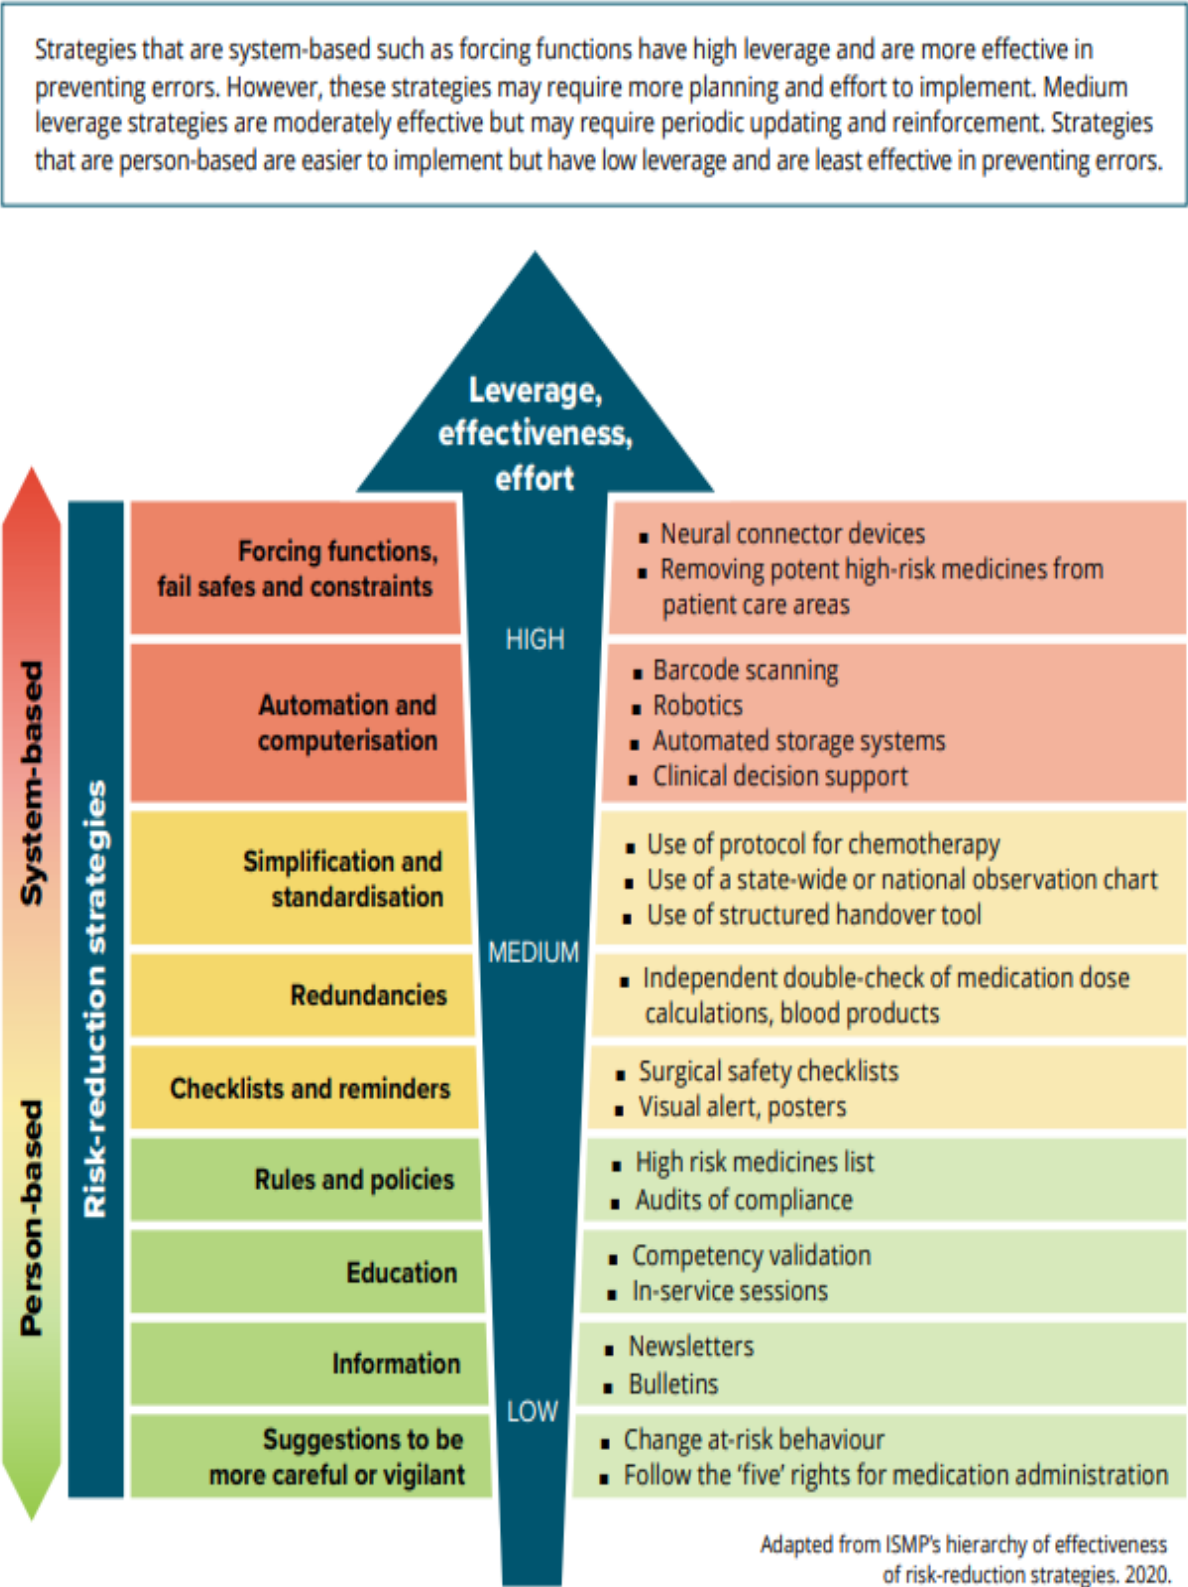 Strategies that are system-based such as forcing functions have high leverage and are more effective in
preventing errors. However, these strategies may require more planning and effort to implement. Medium
leverage strategies are moderately effective but may require periodic updating and reinforcement. Strategies
that are person-based are easier to implement but have low leverage and are least effective in preventing errors.
Leverage,
effectiveness,
effort
HIGH
MEDIUM
LOW
System-based
Person-based
Risk-reduction strategies
Forcing functions,
fail safes and constraints
▪ Neural connector devices
▪ Removing potent high-risk medicines from
patient care areas
Automation and
computerisation
▪ Barcode scanning
▪ Robotics
▪ Automated storage systems
▪ Clinical decision support
Simplification and
standardisation
▪ Use of protocol for chemotherapy
▪ Use of a state-wide or national observation chart
▪ Use of structured handover tool
Redundancies
▪ Independent double-check of medication dose
calculations, blood products
Checklists and reminders
▪ Surgical safety checklists
▪ Visual alert, posters
Rules and policies
▪ High risk medicines list
▪ Audits of compliance
Education
▪ Competency validation
▪ In-service sessions
Information
▪ Newsletters
▪ Bulletins
Suggestions to be
more careful or vigilant
▪ Change at-risk behaviour
▪ Follow the ‘five’ rights for medication administration
Adapted from ISMP's hierarchy of effectiveness
of risk-reduction strategies. 2020.